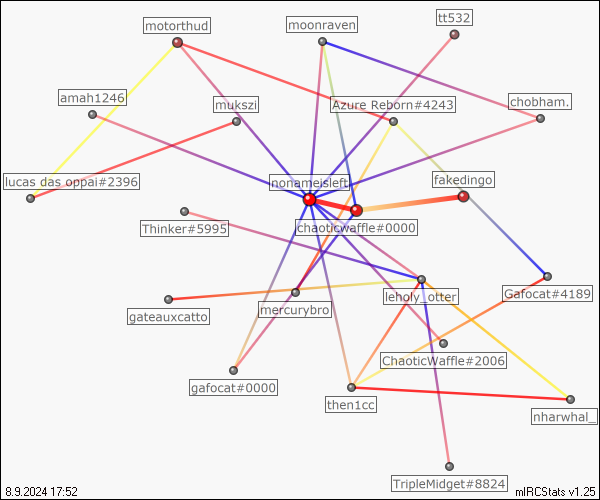 tt532
motorthud
moonraven
amah1246
mukszi
Azure Reborn#4243
chobham.
lucas das oppai#2396
nonameisleft
fakedingo
Thinker#5995
chaoticwaffle#0000
gateauxcatto
mercurybro
leholy_otter
Gafocat#4189
gafocat#0000
ChaoticWaffle#2006
then1cc
nharwhal_
TripleMidget#8824
8.9.2024 17:52
mIRCStats v1.25